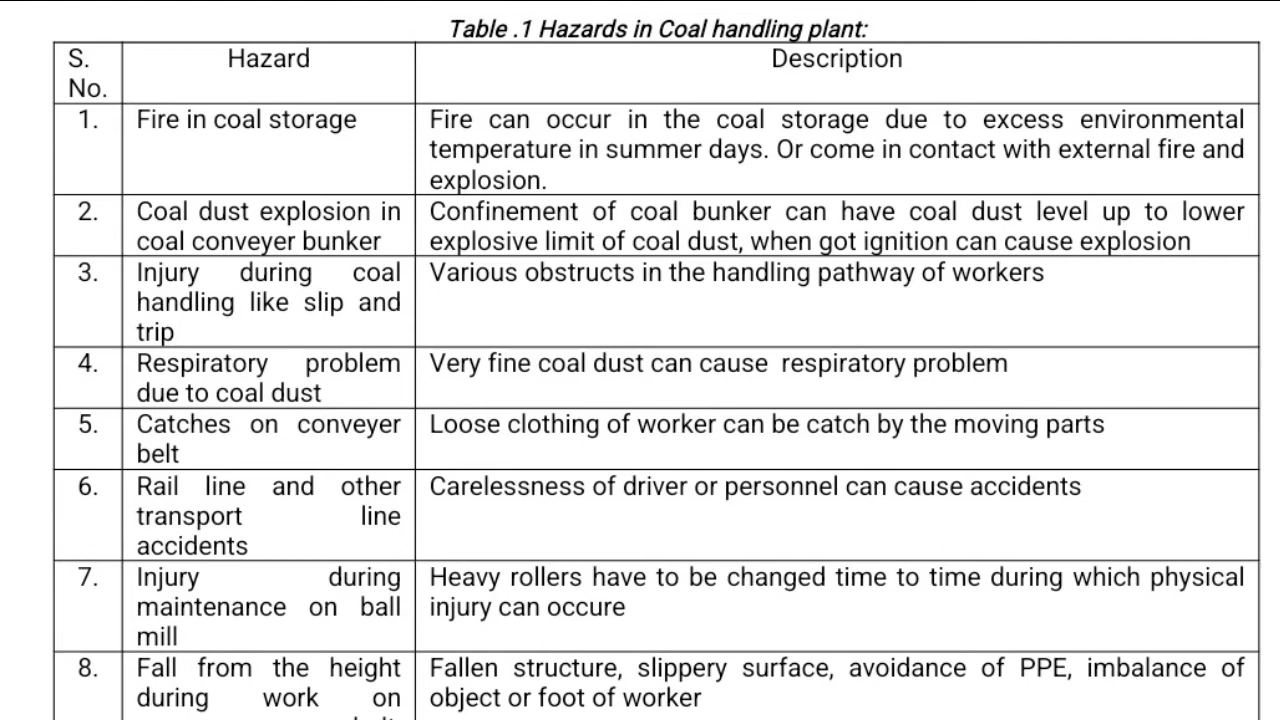 Table .1 Hazards in Coal handling plant:
S. No. Hazard Description
1. Fire in coal storage Fire can occur in the coal storage due to excess environmental
temperature in summer days. Or come in contact with external fire and
explosion.
2. Coal dust explosion in Confinement of coal bunker can have coal dust level up to lower
coal conveyer bunker explosive limit of coal dust, when got ignition can cause explosion
3. Injury during coal Various obstructs in the handling pathway of workers
handling like slip and
trip
4. Respiratory problem Very fine coal dust can cause respiratory problem
due to coal dust
5. Catches on conveyer Loose clothing of worker can be catch by the moving parts
belt
6. Rail line and other Carelessness of driver or personnel can cause accidents
transport line
accidents
7. Injury during Heavy rollers have to be changed time to time during which physical
maintenance on ball injury can occure
mill
8. Fall from the height Fallen structure, slippery surface, avoidance of PPE, imbalance of
during work on object or foot of worker